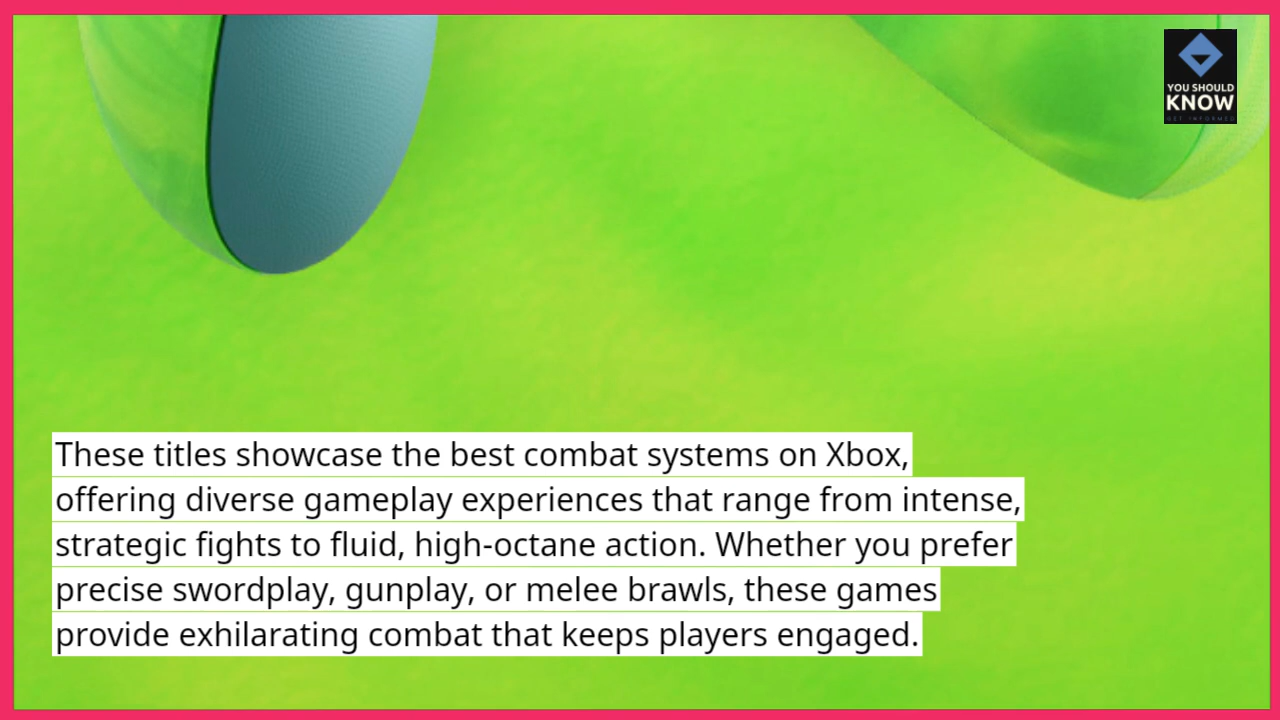 YOU SHOULD
KNOW
GET INFORMED
These titles showcase the best combat systems on Xbox,
offering diverse gameplay experiences that range from intense,
strategic fights to fluid, high-octane action. Whether you prefer
precise swordplay, gunplay, or melee brawls, these games
provide exhilarating combat that keeps players engaged.